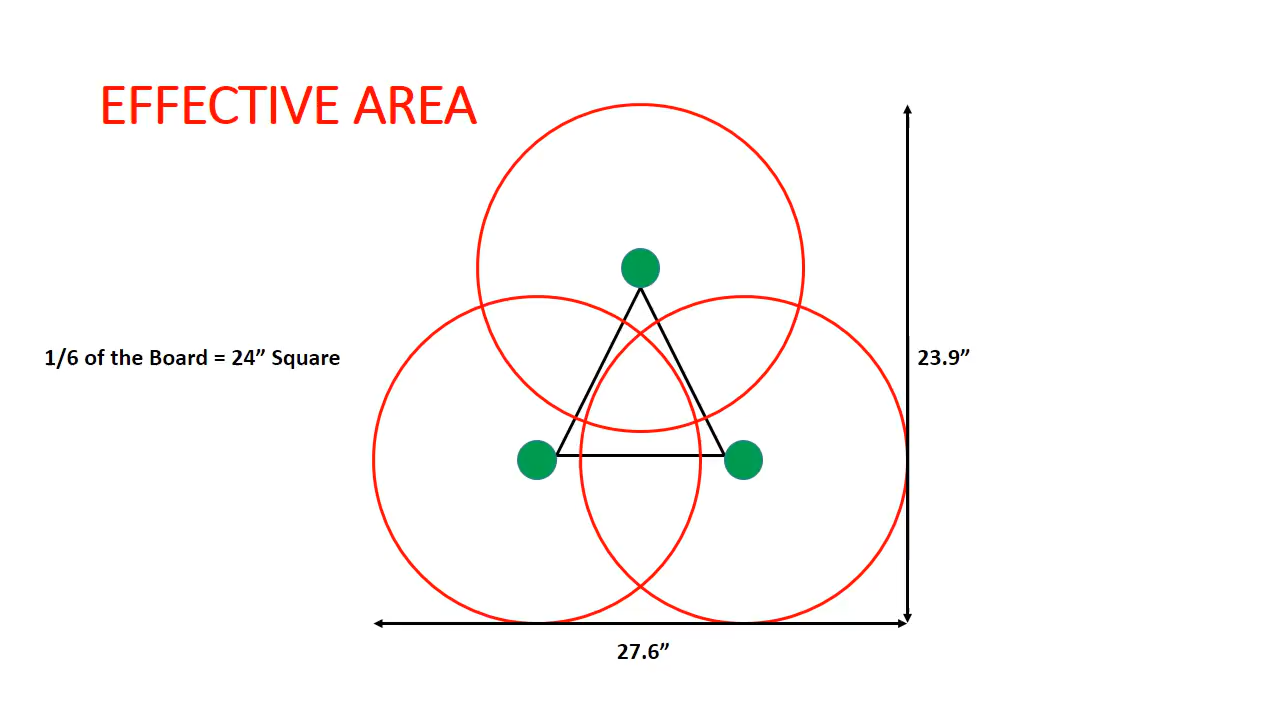 EFFECTIVE AREA
1/6 of the Board = 24” Square
23.9”
27.6”